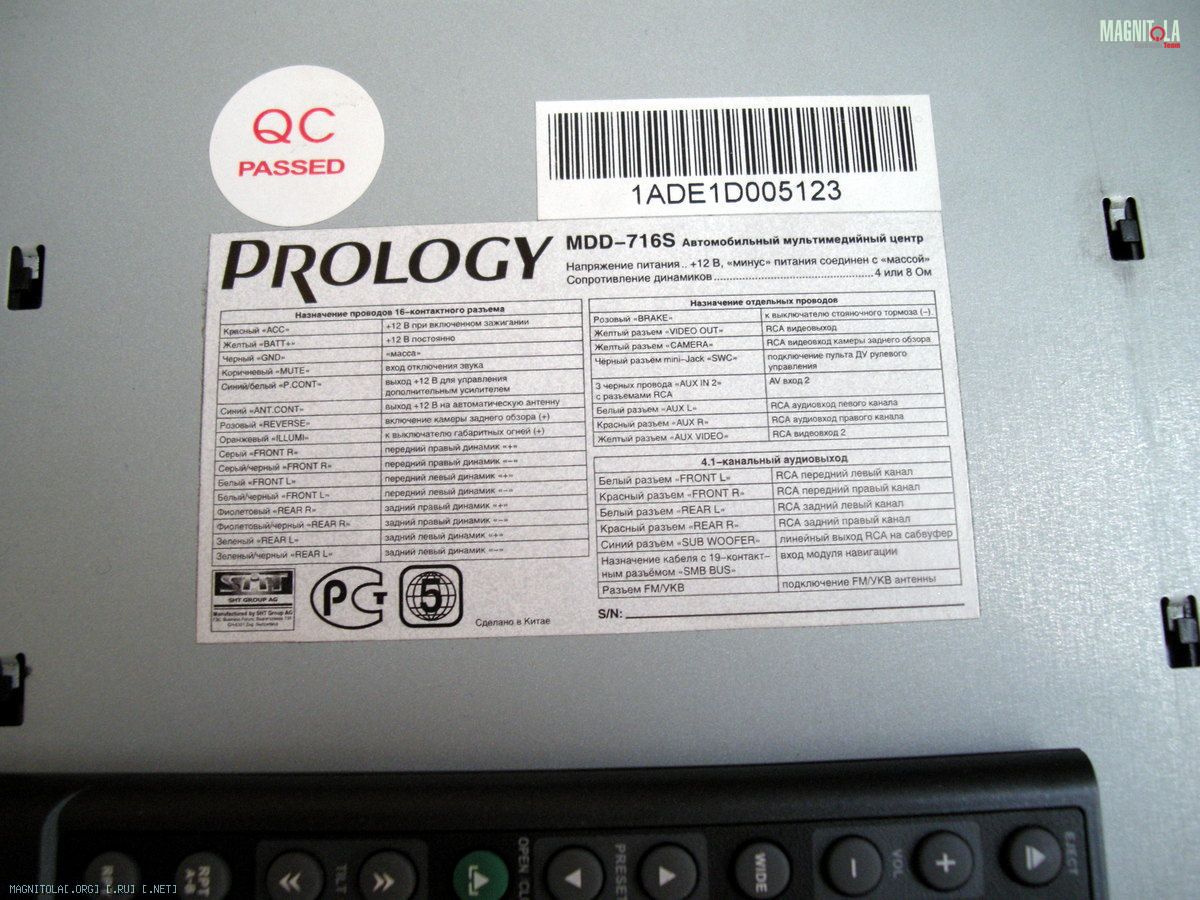 MAGNITOLA
Team
QC
PASSED
1ADE1D005123
PROLOGY
MDD-716S Автомобильный мультимедийный центр
Напряжение питания.. +12 В, «минус» питания соединен с «массой»
Сопротивление динамиков............................................4 или 8 Ом
Назначение проводов 16-контактного разъема
Красный «ACC» +12 В при включенном зажигании
Желтый «BATT+» +12 В постоянно
Черный «GND» «масса»
Коричневый «MUTE» вход отключения звука
Синий/белый «P.CONT» выход +12 В для управления
дополнительным усилителем
Синий «ANT.CONT» выход +12 В на автоматическую антенну
Розовый «REVERSE» включение камеры заднего обзора (+)
Оранжевый «ILLUMI» к выключателю габаритных огней (+)
Серый «FRONT R» передний правый динамик «+»
Серый/черный «FRONT R» передний правый динамик «-»
Белый «FRONT L» передний левый динамик «+»
Белый/черный «FRONT L» передний левый динамик «-»
Фиолетовый «REAR R» задний правый динамик «+»
Фиолетовый/черный «REAR R» задний правый динамик «-»
Зеленый «REAR L» задний левый динамик «+»
Зеленый/черный «REAR L» задний левый динамик «-»
Назначение отдельных проводов
Розовый «BRAKE» к выключателю стояночного тормоза (-)
Желтый разъем «VIDEO OUT» RCA видеовыход
Желтый разъем «CAMERA» RCA видеовход камеры заднего обзора
Чёрный разъем mini-Jack «SWC» подключение пульта ДУ рулевого
управления
3 черных провода «AUX IN 2» AV вход 2
с разъемами RCA
Белый разъем «AUX L» RCA аудиовход левого канала
Красный разъем «AUX R» RCA аудиовход правого канала
Желтый разъем «AUX VIDEO» RCA видеовход 2
4.1-канальный аудиовыход
Белый разъем «FRONT L» RCA передний левый канал
Красный разъем «FRONT R» RCA передний правый канал
Белый разъем «REAR L» RCA задний левый канал
Красный разъем «REAR R» RCA задний правый канал
Синий разъем «SUB WOOFER» линейный выход RCA на сабвуфер
Назначение кабеля с 19-контакт- вход модуля навигации
ным разъёмом «SMB BUS»
Разъем FM/УКВ подключение FM/УКВ антенны
S/N:
SHT
SHT GROUP AG
Manufactured by SHT Group AG
РСТ
5
Сделано в Китае
EJECT
+
VOL
-
WIDE
PRESET
OPEN
TILT
RPT
A-B
MAGNITOLA[.ORG] [.RU] [.NET]